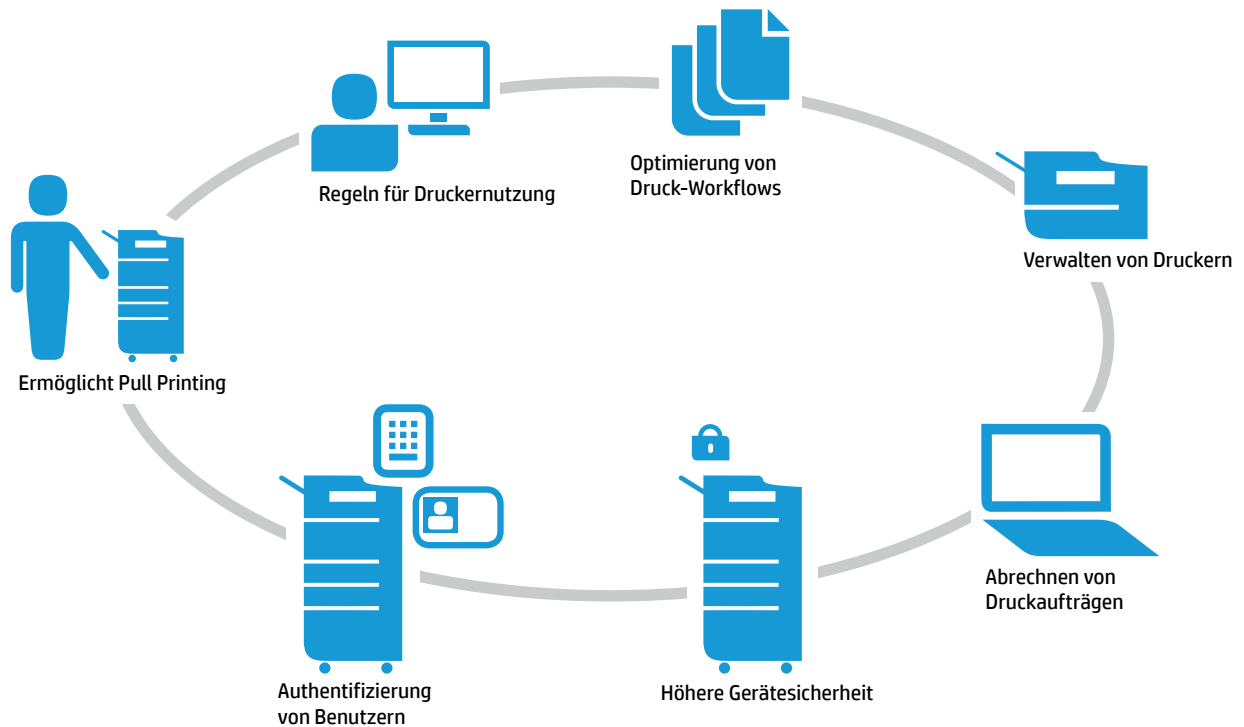 Regeln für Druckernutzung
Optimierung von
Druck-Workflows
Verwalten von Druckern
Ermöglicht Pull Printing
Abrechnen von
Druckaufträgen
Authentifizierung
von Benutzern
Höhere Gerätesicherheit